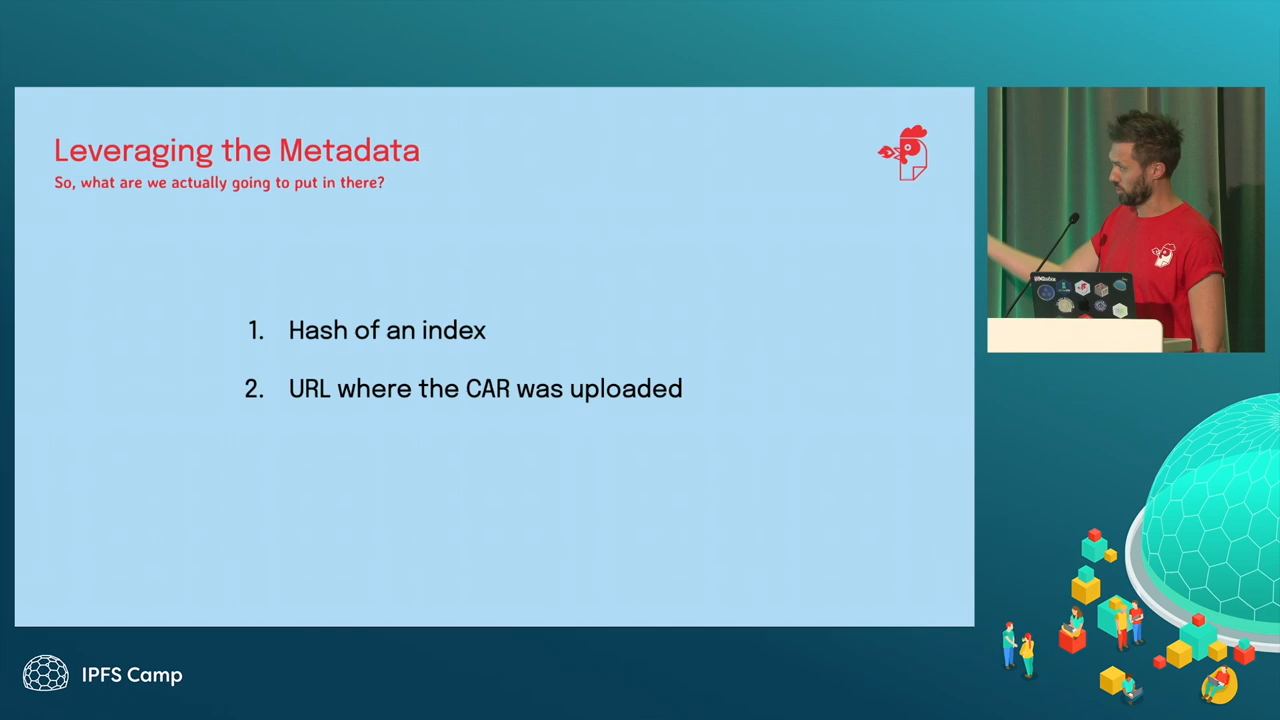 Leveraging the Metadata
So, what are we actually going to put in there?
1. Hash of an index
2. URL where the CAR was uploaded
IPFS Camp